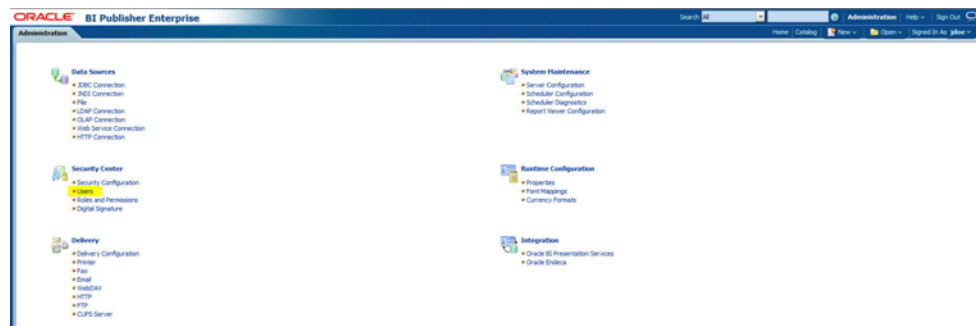 ORACLE BI Publisher Enterprise
Search All Administration Help Sign Out
Administration
Home Catalog New Open Signed In As jdoe
Data Sources
JDBC Connection
JNDI Connection
File
LDAP Connection
OLAP Connection
Web Service Connection
HTTP Connection
System Maintenance
Server Configuration
Scheduler Configuration
Scheduler Diagnostics
Report Viewer Configuration
Security Center
Security Configuration
Users
Roles and Permissions
Digital Signature
Runtime Configuration
Properties
Font Mappings
Currency Formats
Delivery
Delivery Configuration
Printer
Fax
Email
WebDAV
HTTP
FTP
CUPS Server
Integration
Oracle BI Presentation Services
Oracle Endeca